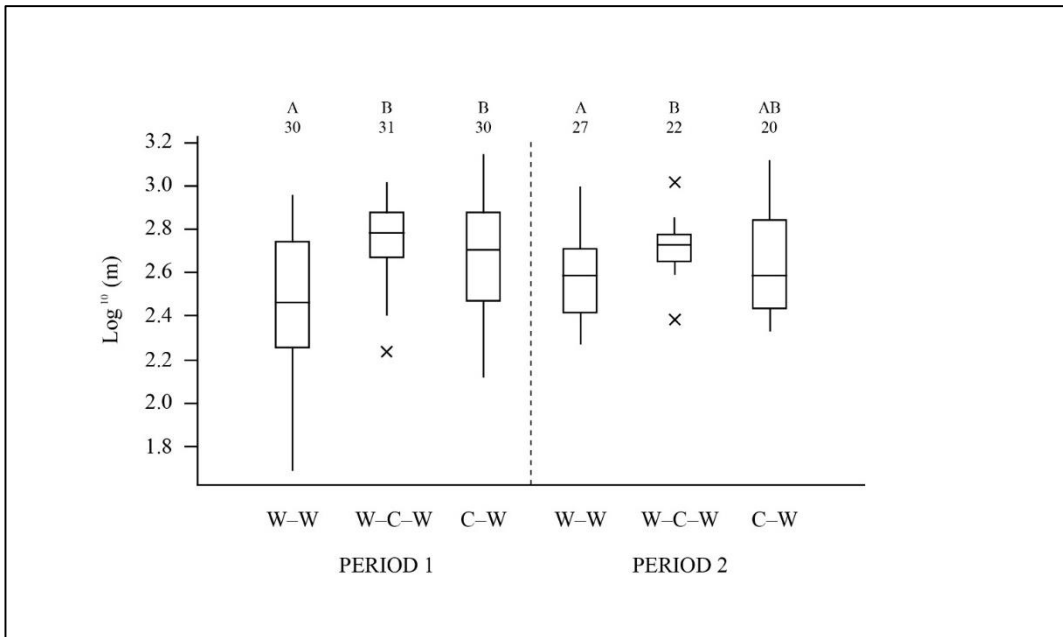 A B B A B AB
30 31 30 27 22 20
3.2
3.0
2.8
2.6
2.4
2.2
2.0
1.8
Log¹⁰ (m)
W–W W–C–W C–W W–W W–C–W C–W
PERIOD 1 PERIOD 2